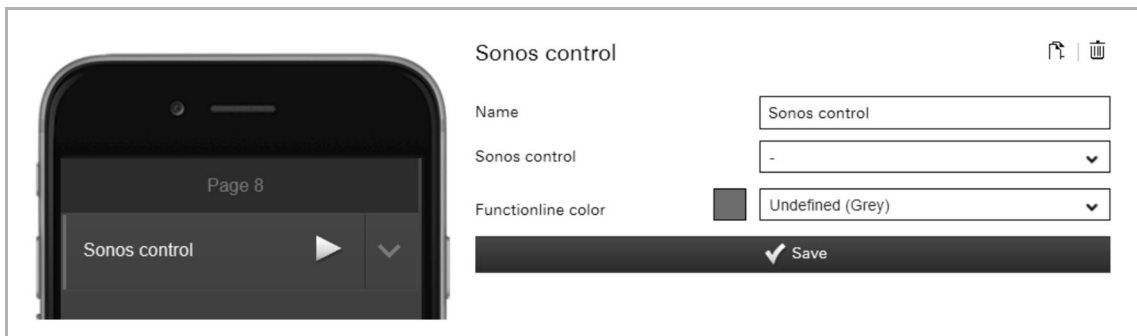 Page 8
Sonos control
Sonos control
Name
Sonos control
Sonos control
-
Functionline color
Undefined (Grey)
Save